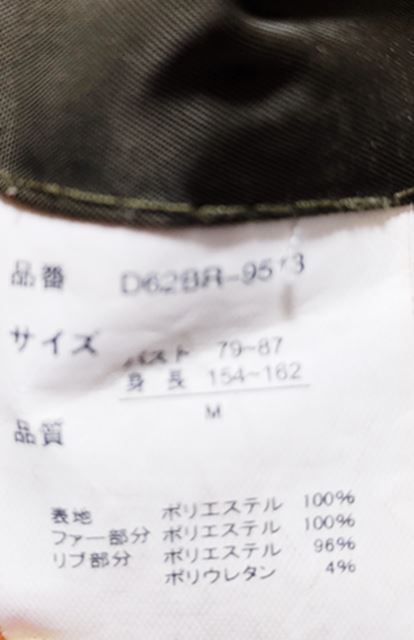 品番
サイズ バスト 79~87
身長 154~162
M
品質
表地 ポリエステル 100%
ファー部分 ポリエステル 100%
リブ部分 ポリエステル 96%
ポリウレタン 4%